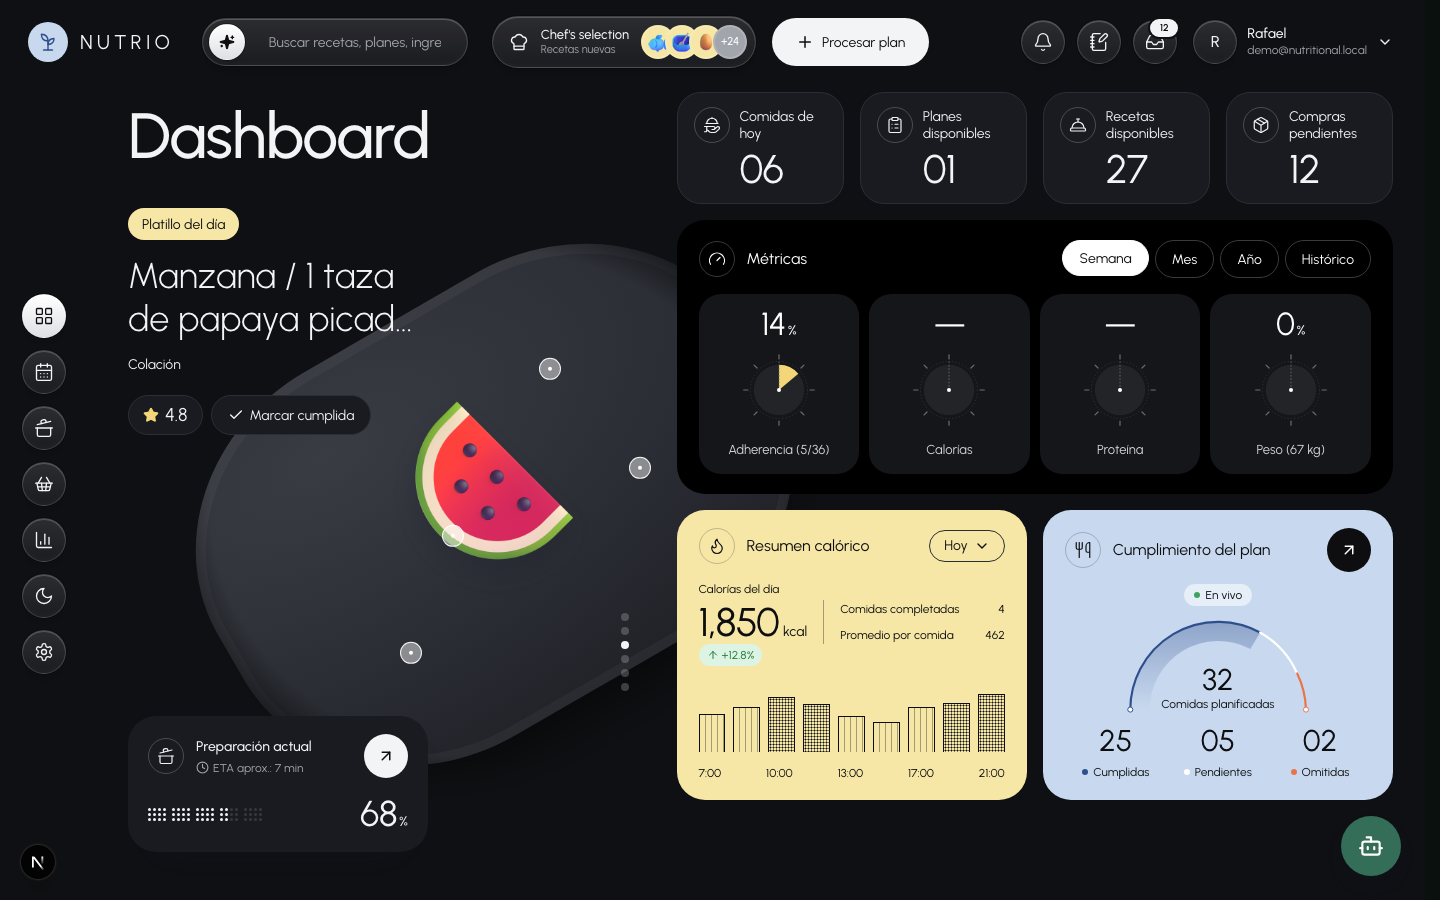 NUTRIO
Buscar recetas, planes, ingre
Chef's selection
Recetas nuevas
+24
Procesar plan
12
R
Rafael
demo@nutritional.local
Dashboard
Platillo del día
Manzana / 1 taza
de papaya picad...
Colación
4.8
Marcar cumplida
Comidas de
hoy
06
Planes
disponibles
01
Recetas
disponibles
27
Compras
pendientes
12
Métricas
Semana
Mes
Año
Histórico
14%
Adherencia (5/36)
—
Calorías
—
Proteína
0%
Peso (67 kg)
Resumen calórico
Hoy
Calorías del día
1,850 kcal
+12.8%
Comidas completadas 4
Promedio por comida 462
7:00 10:00 13:00 17:00 21:00
Cumplimiento del plan
En vivo
32
Comidas planificadas
25
Cumplidas
05
Pendientes
02
Omitidas
Preparación actual
ETA aprox.: 7 min
68%
N